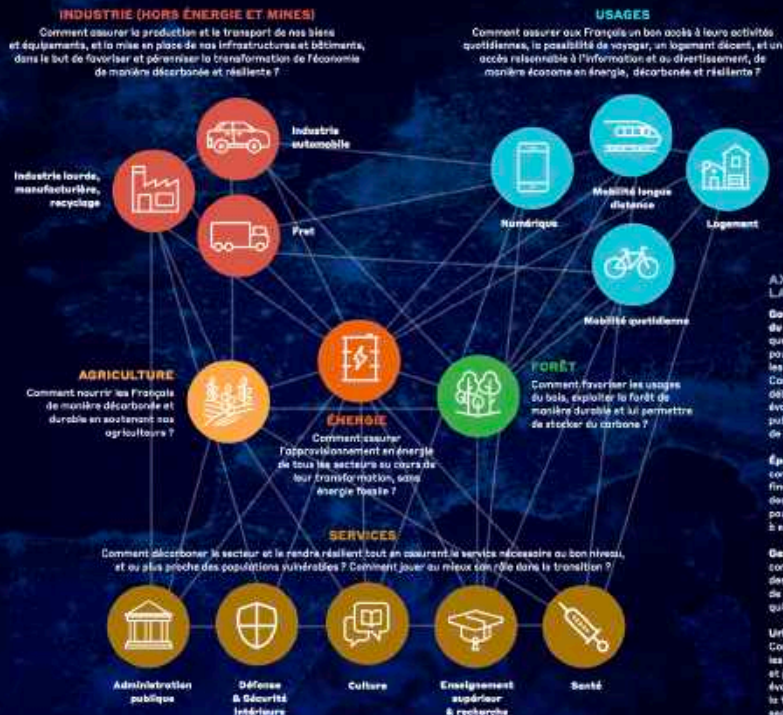 INDUSTRIE (HORS ÉNERGIE ET MINES)
Comment assurer la production et le transport de nos biens
et équipements, et la mise en place de nos infrastructures et bâtiments,
dans le but de favoriser et pérenniser la transformation de l'économie
de manière décarbonée et résiliente ?
USAGES
Comment assurer aux Français un bon accès à leurs activités
quotidiennes, la possibilité de voyager, un logement décent, et un
accès raisonnable à l'information et au divertissement, de
manière économe en énergie, décarbonée et résiliente ?
Industrie
automobile
Industrie lourde,
manufacturière,
recyclage
Fret
Numérique
Mobilité longue
distance
Logement
Mobilité quotidienne
AGRICULTURE
Comment nourrir les Français
de manière décarbonée et
durable en soutenant nos
agriculteurs ?
ÉNERGIE
Comment assurer
l'approvisionnement en énergie
de tous les secteurs au cours de
leur transformation, sans
énergie fossile ?
FORÊT
Comment favoriser les usages
du bois, exploiter la forêt de
manière durable et lui permettre
de stocker du carbone ?
SERVICES
Comment décarboner le secteur et le rendre résilient tout en assurant le service nécessaire au bon niveau,
et au plus proche des populations vulnérables ? Comment jouer au mieux son rôle dans la transition ?
Administration
publique
Défense
& Sécurité
intérieure
Culture
Enseignement
supérieur
& recherche
Santé